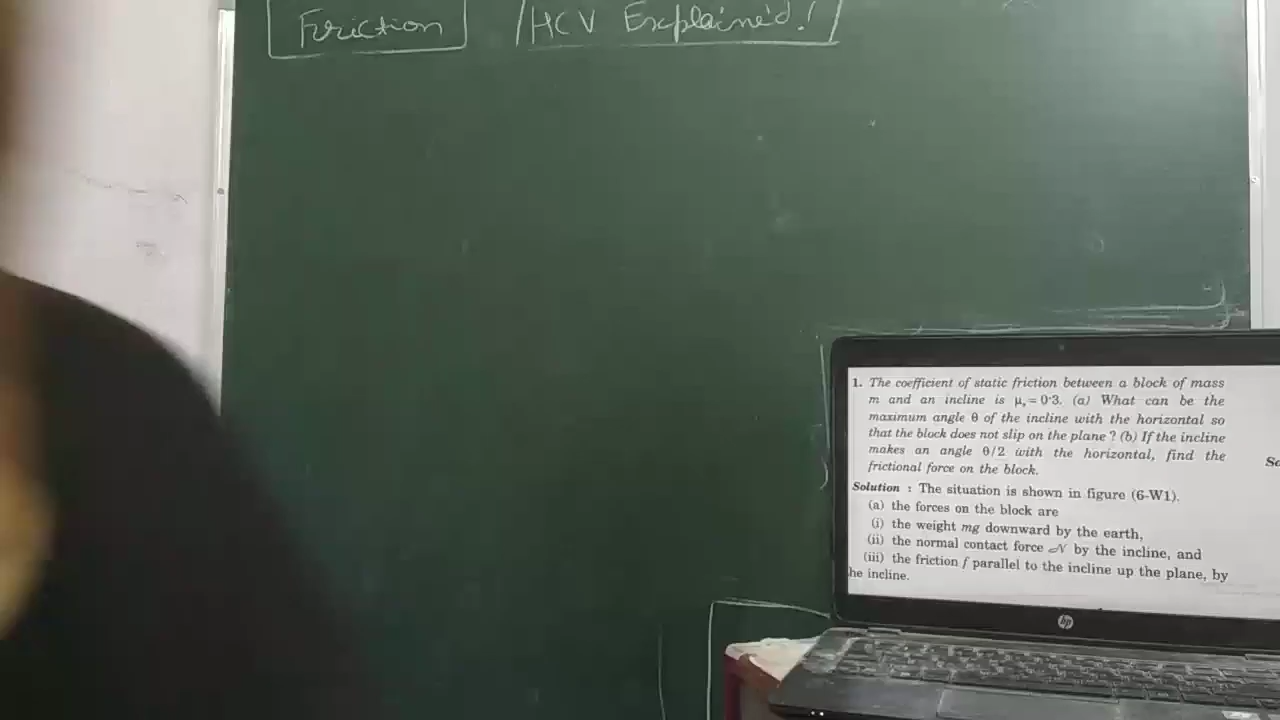 Friction
HCV Explained!
1. The coefficient of static friction between a block of mass
m and an incline is μs = 0·3. (a) What can be the
maximum angle θ of the incline with the horizontal so
that the block does not slip on the plane ? (b) If the incline
makes an angle θ/2 with the horizontal, find the
frictional force on the block.
Solution : The situation is shown in figure (6-W1).
(a) the forces on the block are
(i) the weight mg downward by the earth,
(ii) the normal contact force 𝒩 by the incline, and
(iii) the friction f parallel to the incline up the plane, by
he incline.
So
hp